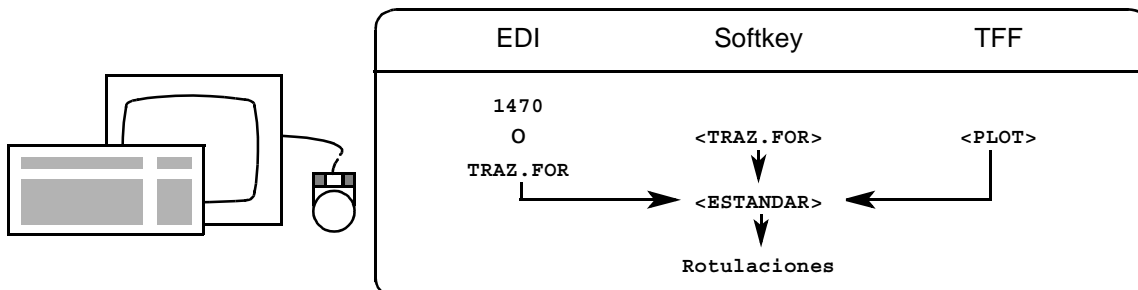 EDI Softkey TFF
1470
O <TRAZ.FOR> <PLOT>
TRAZ.FOR
<ESTANDAR>
Rotulaciones